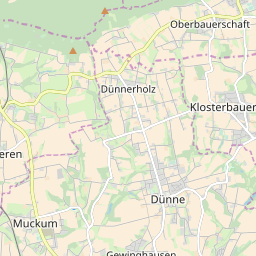 Oberbauerschaft
Dünnerholz
Klosterbauer
eren
Dünne
Muckum
Gewinghausen